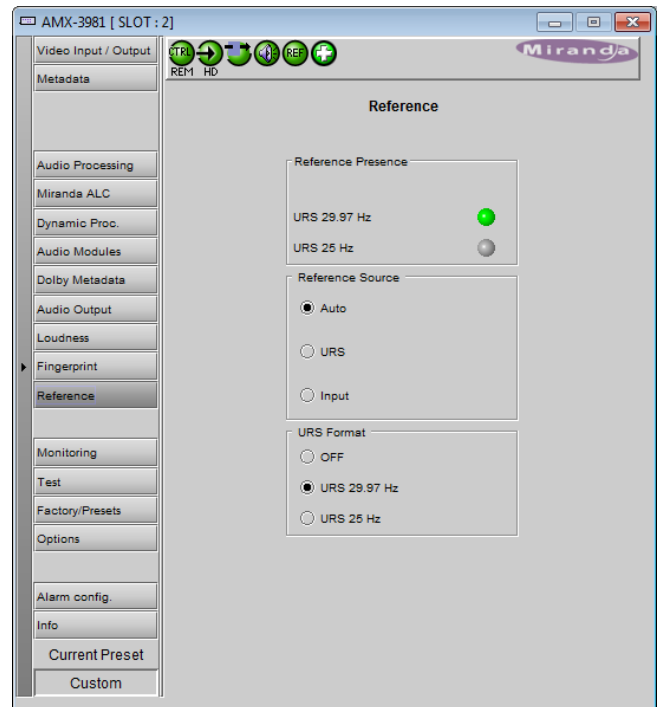 AMX-3981 [ SLOT : 2]
Video Input / Output
Metadata
Audio Processing
Miranda ALC
Dynamic Proc.
Audio Modules
Dolby Metadata
Audio Output
Loudness
Fingerprint
Reference
Monitoring
Test
Factory/Presets
Options
Alarm config.
Info
Current Preset
Custom
CTRL REF
REM HD
Miranda
Reference
Reference Presence
URS 29.97 Hz
URS 25 Hz
Reference Source
Auto
URS
Input
URS Format
OFF
URS 29.97 Hz
URS 25 Hz